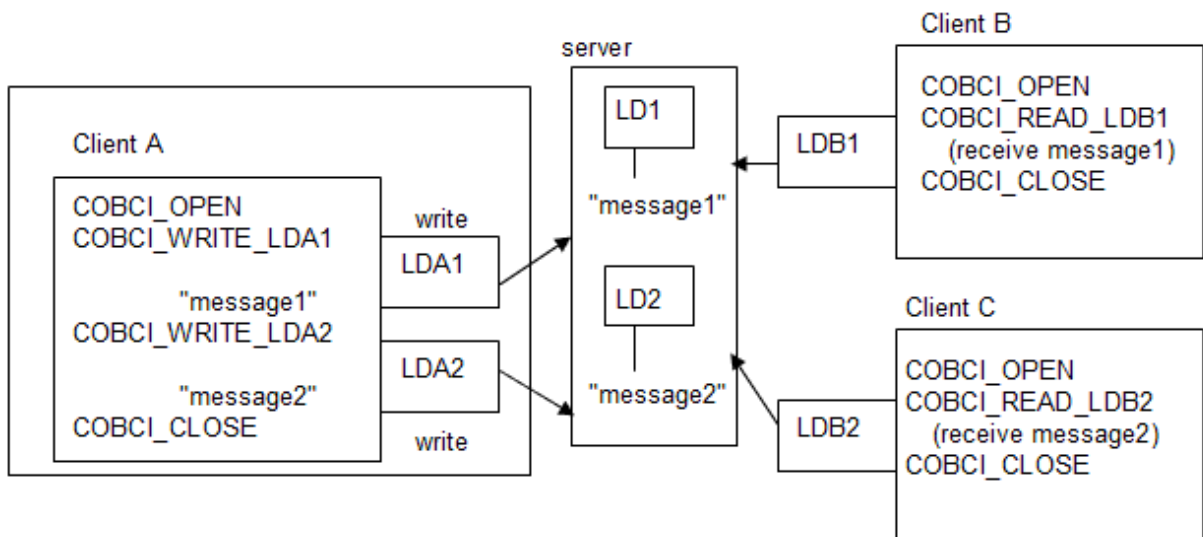 Client A
COBCI_OPEN
COBCI_WRITE_LDA1
"message1"
COBCI_WRITE_LDA2
"message2"
COBCI_CLOSE
write
LDA1
LDA2
write
server
LD1
"message1"
LD2
"message2"
LDB1
LDB2
Client B
COBCI_OPEN
COBCI_READ_LDB1
(receive message1)
COBCI_CLOSE
Client C
COBCI_OPEN
COBCI_READ_LDB2
(receive message2)
COBCI_CLOSE